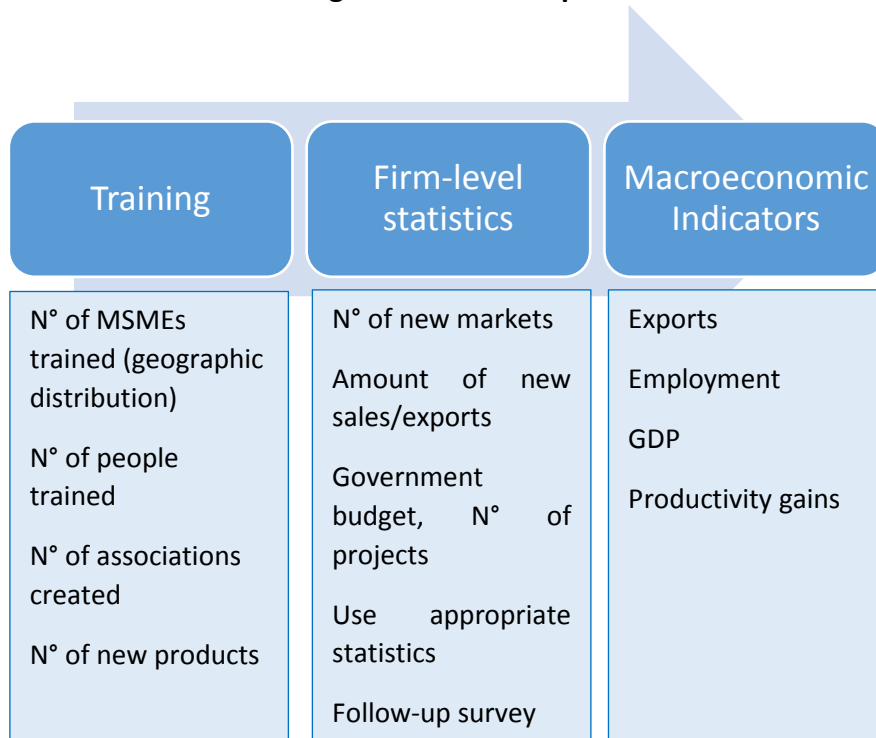 Training
Firm-level
statistics
Macroeconomic
Indicators
N° of MSMEs
trained (geographic
distribution)
N° of people
trained
N° of associations
created
N° of new products
N° of new markets
Amount of new
sales/exports
Government
budget, N° of
projects
Use appropriate
statistics
Follow-up survey
Exports
Employment
GDP
Productivity gains